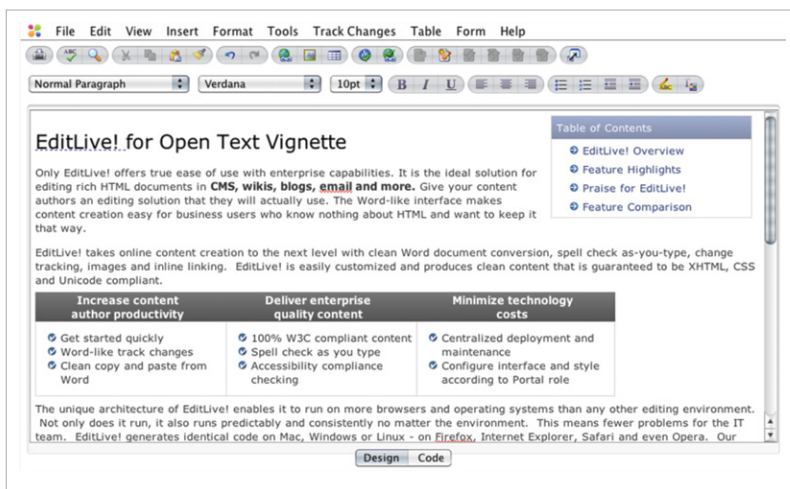 File Edit View Insert Format Tools Track Changes Table Form Help
ABC
Normal Paragraph Verdana 10pt B I U
EditLive! for Open Text Vignette
Only EditLive! offers true ease of use with enterprise capabilities. It is the ideal solution for
editing rich HTML documents in CMS, wikis, blogs, email and more. Give your content
authors an editing solution that they will actually use. The Word-like interface makes
content creation easy for business users who know nothing about HTML and want to keep it
that way.
Table of Contents
EditLive! Overview
Feature Highlights
Praise for EditLive!
Feature Comparison
EditLive! takes online content creation to the next level with clean Word document conversion, spell check as-you-type, change
tracking, images and inline linking. EditLive! is easily customized and produces clean content that is guaranteed to be XHTML, CSS
and Unicode compliant.
Increase content
author productivity
Get started quickly
Word-like track changes
Clean copy and paste from
Word
Deliver enterprise
quality content
100% W3C compliant content
Spell check as you type
Accessibility compliance
checking
Minimize technology
costs
Centralized deployment and
maintenance
Configure interface and style
according to Portal role
The unique architecture of EditLive! enables it to run on more browsers and operating systems than any other editing environment.
Not only does it run, it also runs predictably and consistently no matter the environment. This means fewer problems for the IT
team. EditLive! generates identical code on Mac, Windows or Linux - on Firefox, Internet Explorer, Safari and even Opera. Our
Design Code